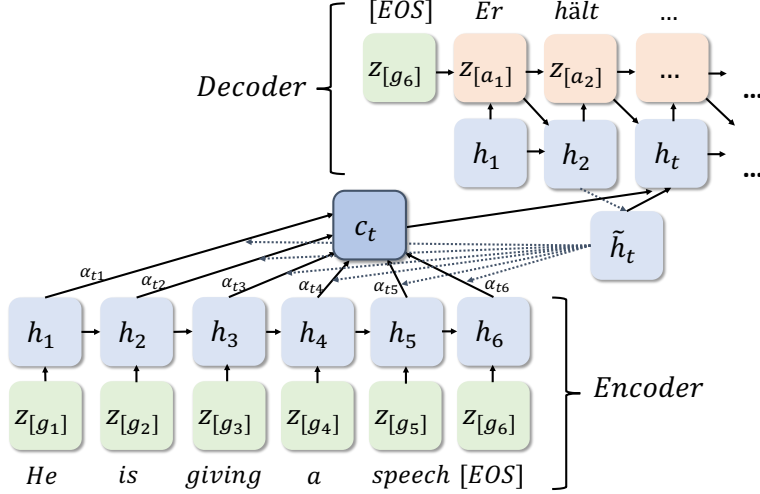 [EOS] Er hält ...
Decoder
z[g₆] z[a₁] z[a₂] ... ...
h₁ h₂ hₜ ...
cₜ
h̃ₜ
αₜ₁ αₜ₂ αₜ₃ αₜ₄ αₜ₅ αₜ₆
h₁ h₂ h₃ h₄ h₅ h₆
Encoder
z[g₁] z[g₂] z[g₃] z[g₄] z[g₅] z[g₆]
He is giving a speech [EOS]